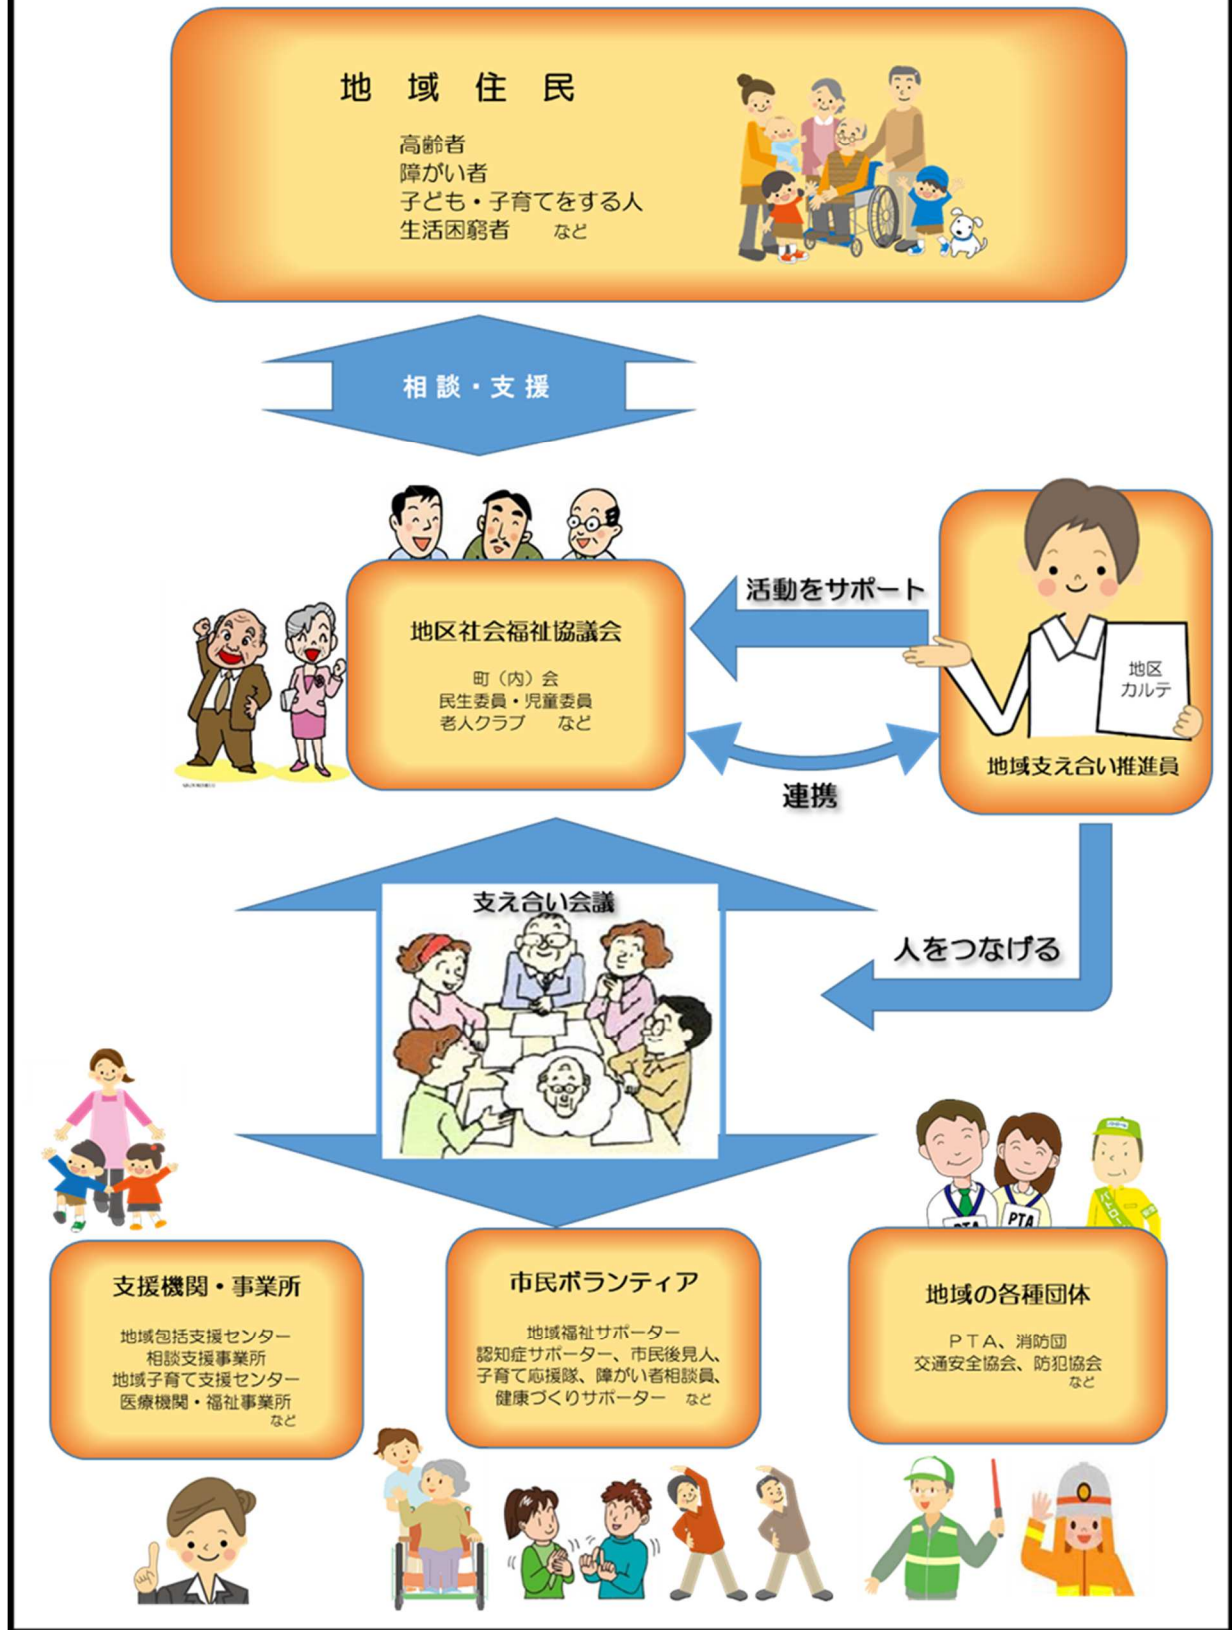 地域住民
高齢者
障がい者
子ども・子育てをする人
生活困窮者　など
相談・支援
地区社会福祉協議会
町（内）会
民生委員・児童委員
老人クラブ　など
活動をサポート
連携
地区
カルテ
地域支え合い推進員
支え合い会議
人をつなげる
PTA
PTA
支援機関・事業所
地域包括支援センター
相談支援事業所
地域子育て支援センター
医療機関・福祉事業所
など
市民ボランティア
地域福祉サポーター
認知症サポーター、市民後見人、
子育て応援隊、障がい者相談員、
健康づくりサポーター　など
地域の各種団体
ＰＴＡ、消防団
交通安全協会、防犯協会
など